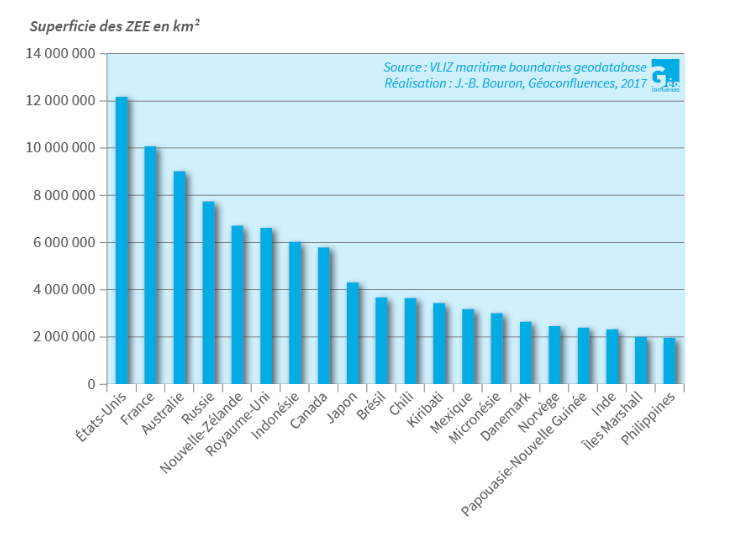 Superficie des ZEE en km²
14 000 000
12 000 000
10 000 000
8 000 000
6 000 000
4 000 000
2 000 000
0
Source : VLIZ maritime boundaries geodatabase
Réalisation : J.-B. Bouron, Géoconfluences, 2017
Géo
confluences
États-Unis
France
Australie
Russie
Nouvelle-Zélande
Royaume-Uni
Indonésie
Canada
Japon
Brésil
Chili
Kiribati
Mexique
Micronésie
Danemark
Norvège
Papouasie-Nouvelle Guinée
Inde
Îles Marshall
Philippines